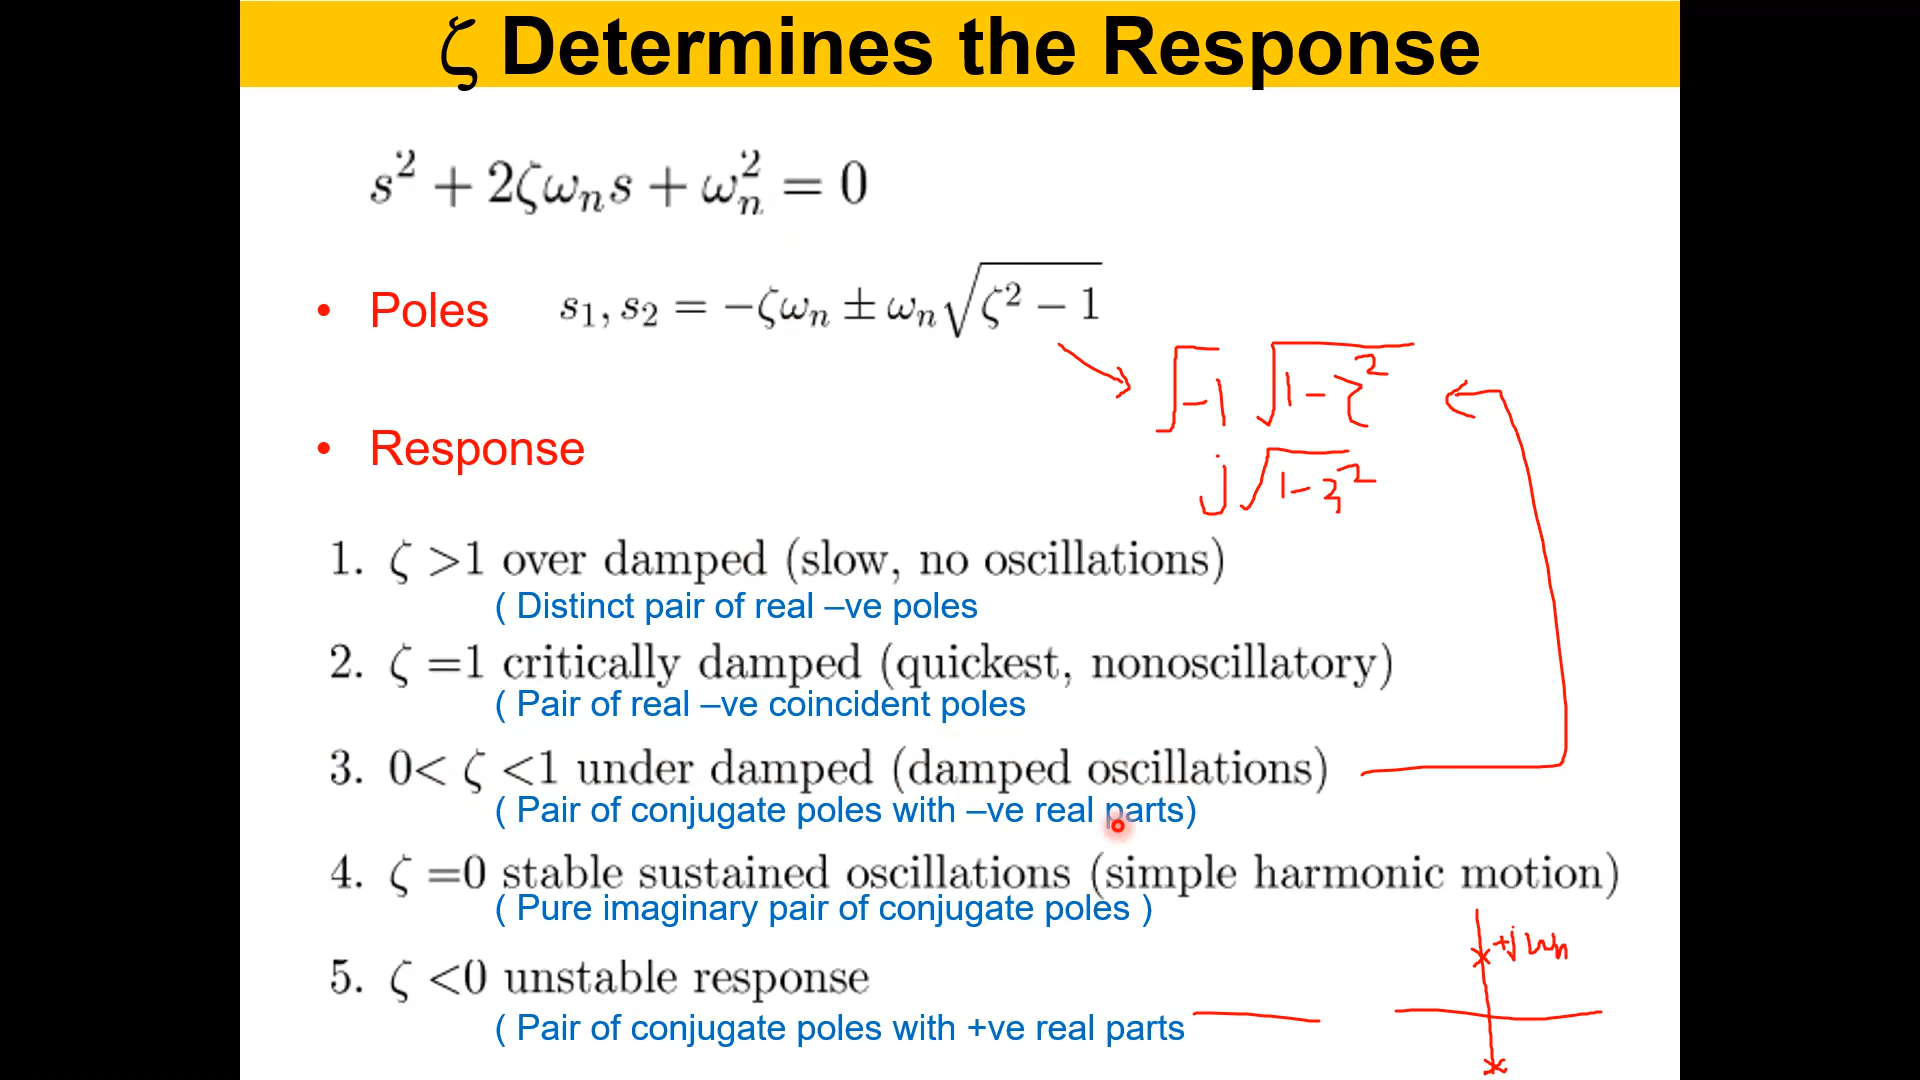 ζ Determines the Response
s² + 2ζωₙs + ωₙ² = 0
• Poles s₁, s₂ = −ζωₙ ± ωₙ√(ζ² − 1)
√−1 √(1−ζ²)
• Response
j√(1−ζ²)
1. ζ >1 over damped (slow, no oscillations)
( Distinct pair of real –ve poles
2. ζ =1 critically damped (quickest, nonoscillatory)
( Pair of real –ve coincident poles
3. 0< ζ <1 under damped (damped oscillations)
( Pair of conjugate poles with –ve real parts)
4. ζ =0 stable sustained oscillations (simple harmonic motion)
( Pure imaginary pair of conjugate poles )
+jωₙ
5. ζ <0 unstable response
( Pair of conjugate poles with +ve real parts